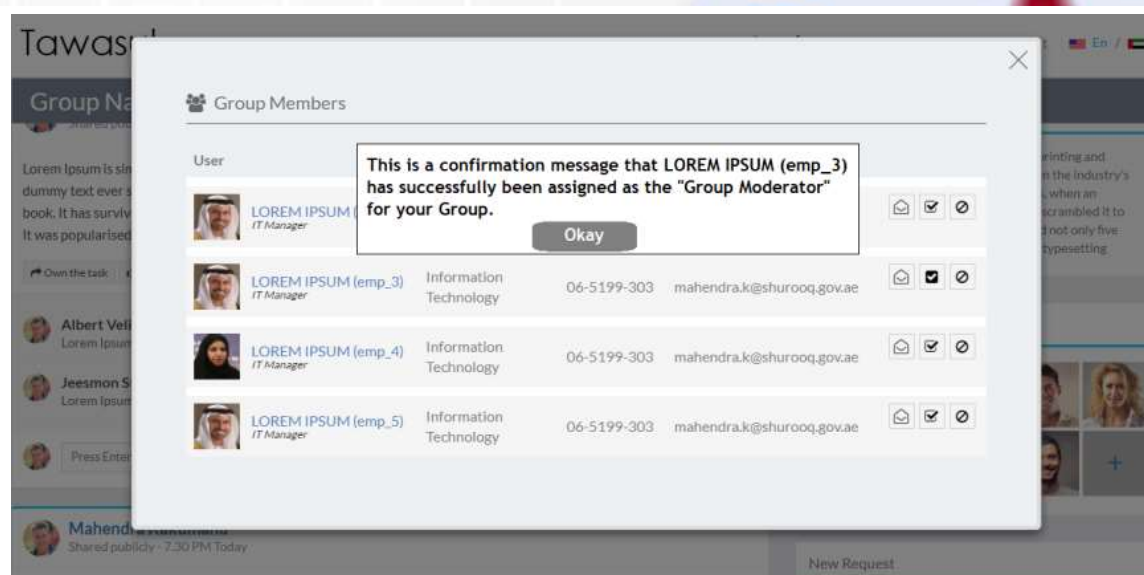 Tawasul
En /
Group Na
Group Members
User
This is a confirmation message that LOREM IPSUM (emp_3)
has successfully been assigned as the "Group Moderator"
for your Group.
Okay
LOREM IPSUM (
IT Manager
LOREM IPSUM (emp_3)
IT Manager
Information
Technology
06-5199-303
mahendra.k@shurooq.gov.ae
LOREM IPSUM (emp_4)
IT Manager
Information
Technology
06-5199-303
mahendra.k@shurooq.gov.ae
LOREM IPSUM (emp_5)
IT Manager
Information
Technology
06-5199-303
mahendra.k@shurooq.gov.ae
Lorem Ipsum is sim
dummy text ever s
book. It has surviv
It was popularised
Own the task
Albert Veli
Lorem Ipsum
Jeesmon S
Lorem Ipsum
Press Enter
Mahendra
Shared publicly - 7.30 PM Today
printing and
the industry's
, when an
scrambled it to
not only five
typesetting
+
New Request